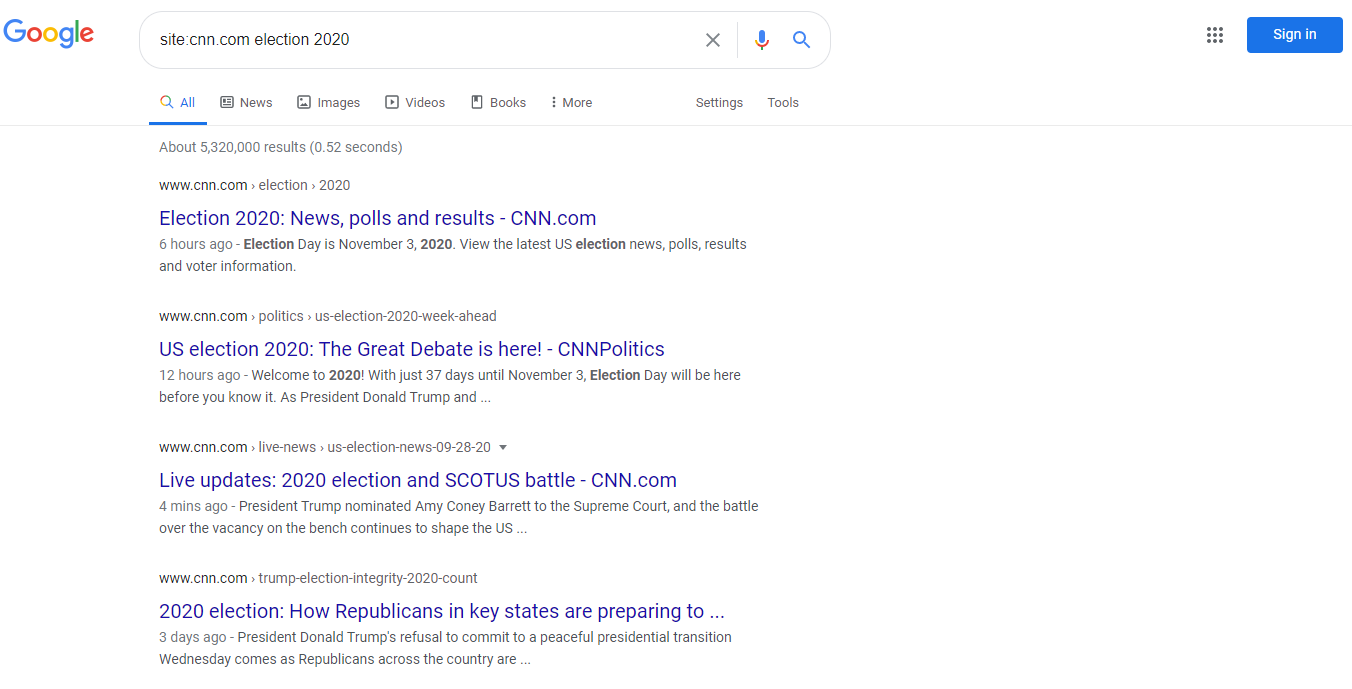 Google
site:cnn.com election 2020
Sign in
All News Images Videos Books More Settings Tools
About 5,320,000 results (0.52 seconds)
www.cnn.com › election › 2020
Election 2020: News, polls and results - CNN.com
6 hours ago - Election Day is November 3, 2020. View the latest US election news, polls, results
and voter information.
www.cnn.com › politics › us-election-2020-week-ahead
US election 2020: The Great Debate is here! - CNNPolitics
12 hours ago - Welcome to 2020! With just 37 days until November 3, Election Day will be here
before you know it. As President Donald Trump and ...
www.cnn.com › live-news › us-election-news-09-28-20
Live updates: 2020 election and SCOTUS battle - CNN.com
4 mins ago - President Trump nominated Amy Coney Barrett to the Supreme Court, and the battle
over the vacancy on the bench continues to shape the US ...
www.cnn.com › trump-election-integrity-2020-count
2020 election: How Republicans in key states are preparing to ...
3 days ago - President Donald Trump's refusal to commit to a peaceful presidential transition
Wednesday comes as Republicans across the country are ...